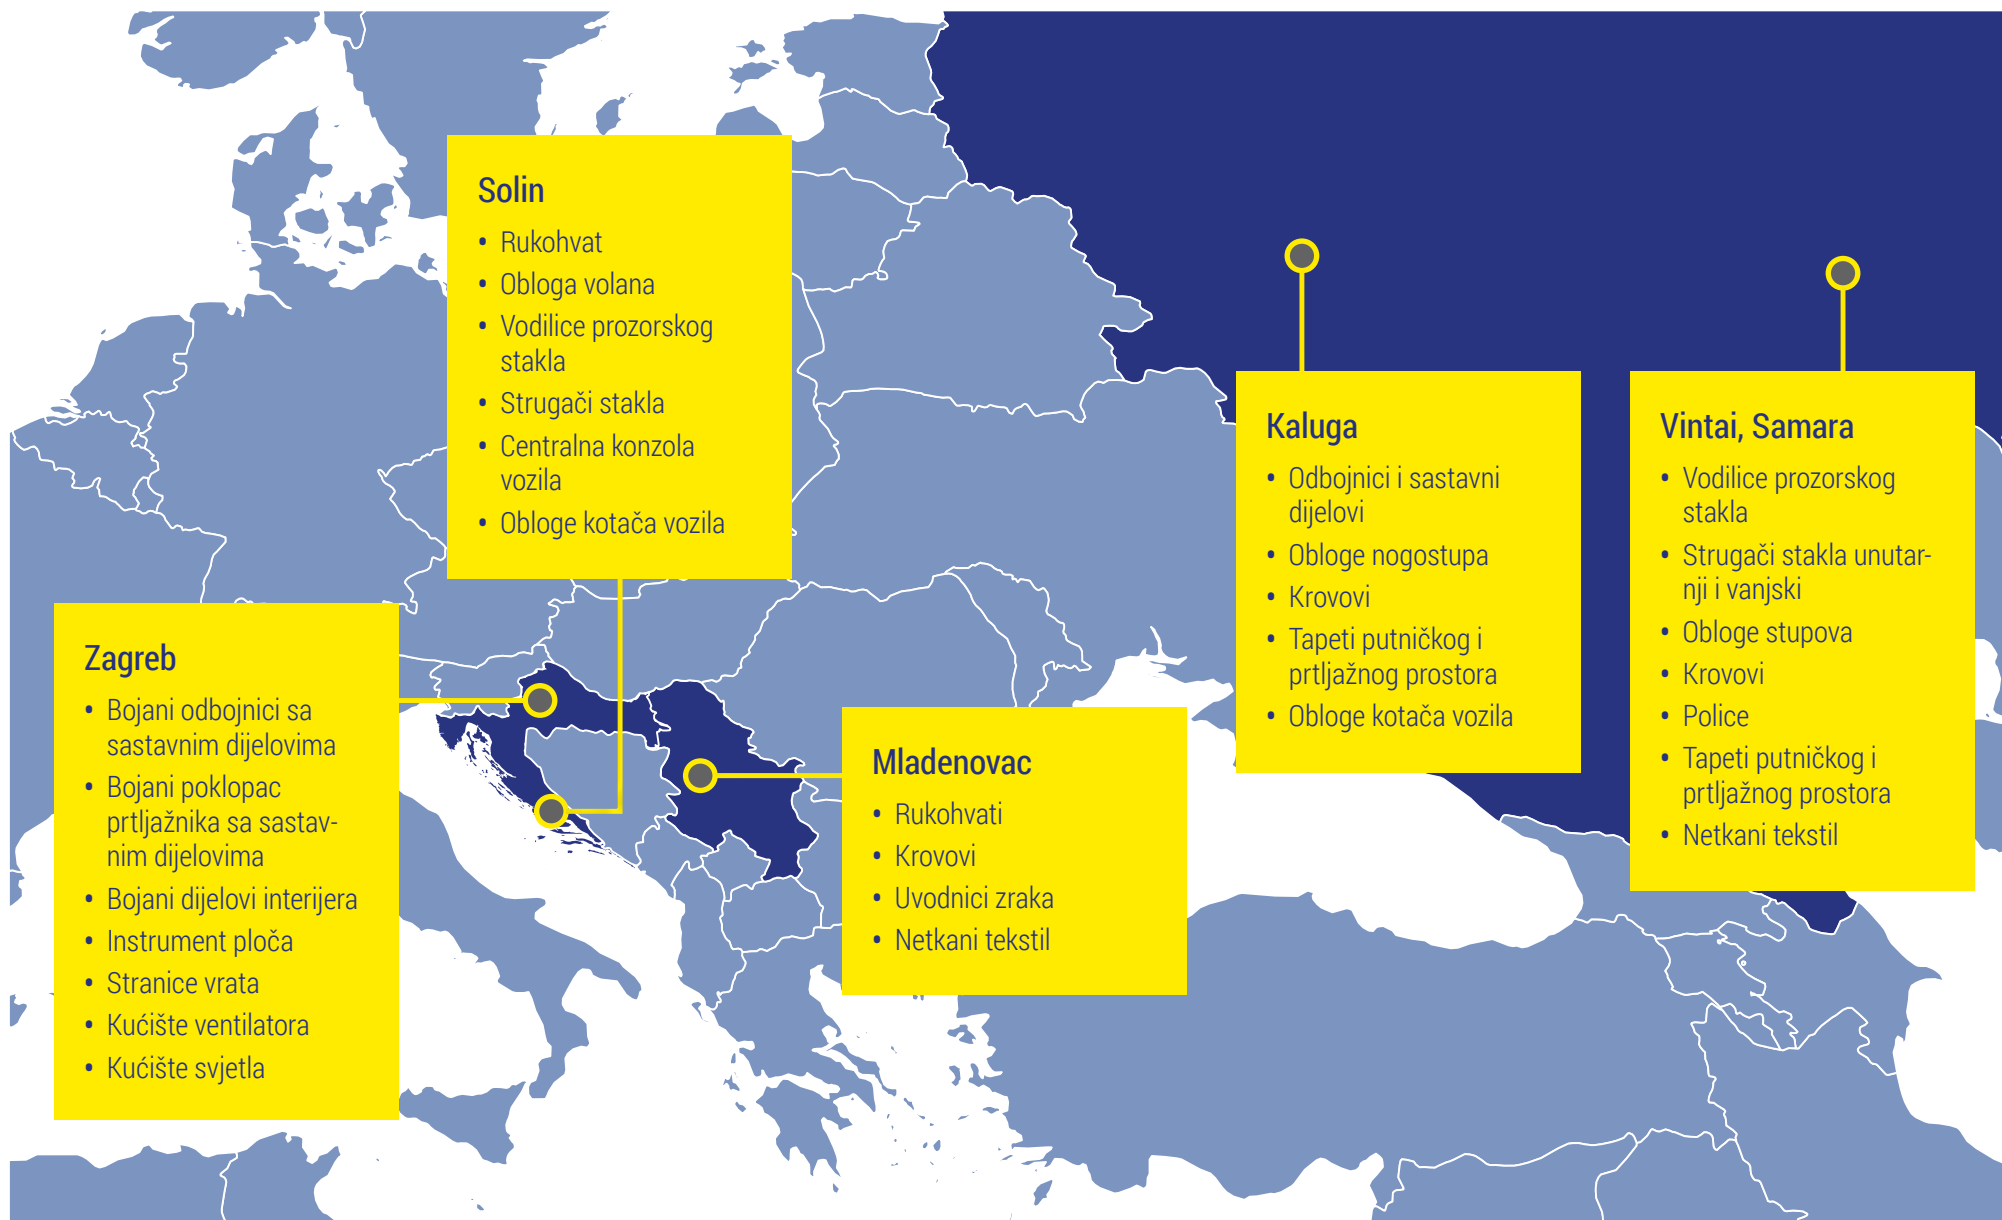 Solin
• Rukohvat
• Obloga volana
• Vodilice prozorskog
stakla
• Strugači stakla
• Centralna konzola
vozila
• Obloge kotača vozila
Zagreb
• Bojani odbojnici sa
sastavnim dijelovima
• Bojani poklopac
prtljažnika sa sastav-
nim dijelovima
• Bojani dijelovi interijera
• Instrument ploča
• Stranice vrata
• Kućište ventilatora
• Kućište svjetla
Mladenovac
• Rukohvati
• Krovovi
• Uvodnici zraka
• Netkani tekstil
Kaluga
• Odbojnici i sastavni
dijelovi
• Obloge nogostupa
• Krovovi
• Tapeti putničkog i
prtljažnog prostora
• Obloge kotača vozila
Vintai, Samara
• Vodilice prozorskog
stakla
• Strugači stakla unutar-
nji i vanjski
• Obloge stupova
• Krovovi
• Police
• Tapeti putničkog i
prtljažnog prostora
• Netkani tekstil